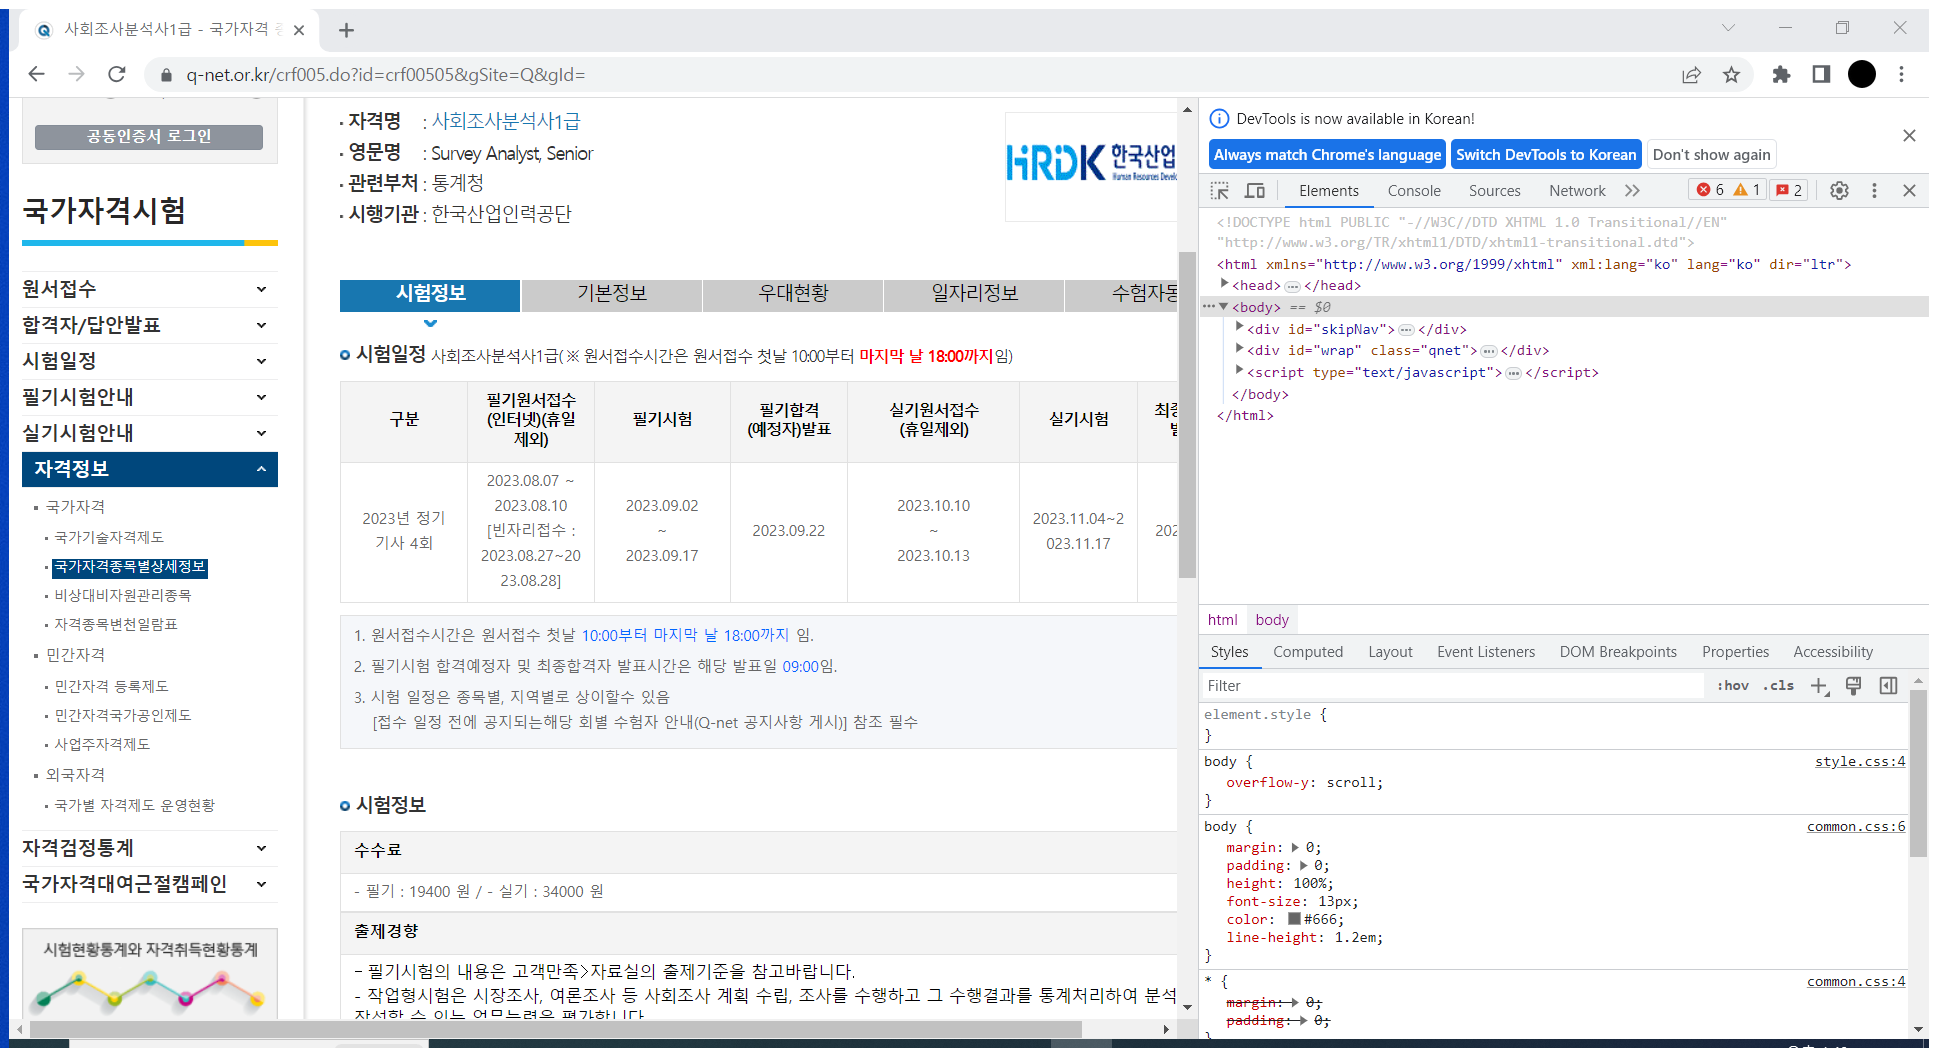 사회조사분석사1급 - 국가자격
q-net.or.kr/crf005.do?id=crf00505&gSite=Q&gId=
공동인증서 로그인
국가자격시험
원서접수
합격자/답안발표
시험일정
필기시험안내
실기시험안내
자격정보
국가자격
국가기술자격제도
국가자격종목별상세정보
비상대비자원관리종목
자격종목변천일람표
민간자격
민간자격 등록제도
민간자격국가공인제도
사업주자격제도
외국자격
국가별 자격제도 운영현황
자격검정통계
국가자격대여근절캠페인
시험현황통계와 자격취득현황통계
자격명 : 사회조사분석사1급
영문명 : Survey Analyst, Senior
관련부처 : 통계청
시행기관 : 한국산업인력공단
HRDK 한국산업
Human Resources Develo
시험정보 기본정보 우대현황 일자리정보 수험자동
시험일정 사회조사분석사1급(※ 원서접수시간은 원서접수 첫날 10:00부터 마지막 날 18:00까지임)
구분
필기원서접수
(인터넷)(휴일
제외)
필기시험
필기합격
(예정자)발표
실기원서접수
(휴일제외)
실기시험
최종
2023년 정기
기사 4회
2023.08.07 ~
2023.08.10
[빈자리접수 :
2023.08.27~20
23.08.28]
2023.09.02
~
2023.09.17
2023.09.22
2023.10.10
~
2023.10.13
2023.11.04~2
023.11.17
202
1. 원서접수시간은 원서접수 첫날 10:00부터 마지막 날 18:00까지 임.
2. 필기시험 합격예정자 및 최종합격자 발표시간은 해당 발표일 09:00임.
3. 시험 일정은 종목별, 지역별로 상이할수 있음
[접수 일정 전에 공지되는해당 회별 수험자 안내(Q-net 공지사항 게시)] 참조 필수
시험정보
수수료
- 필기 : 19400 원 / - 실기 : 34000 원
출제경향
- 필기시험의 내용은 고객만족>자료실의 출제기준을 참고바랍니다.
- 작업형시험은 시장조사, 여론조사 등 사회조사 계획 수립, 조사를 수행하고 그 수행결과를 통계처리하여 분석
작성할 수 있는 업무능력을 평가합니다
DevTools is now available in Korean!
Always match Chrome's language Switch DevTools to Korean Don't show again
Elements Console Sources Network 6 1 2
<!DOCTYPE html PUBLIC "-//W3C//DTD XHTML 1.0 Transitional//EN"
"http://www.w3.org/TR/xhtml1/DTD/xhtml1-transitional.dtd">
<html xmlns="http://www.w3.org/1999/xhtml" xml:lang="ko" lang="ko" dir="ltr">
<head>…</head>
<body> == $0
<div id="skipNav">…</div>
<div id="wrap" class="qnet">…</div>
<script type="text/javascript">…</script>
</body>
</html>
html body
Styles Computed Layout Event Listeners DOM Breakpoints Properties Accessibility
Filter :hov .cls
element.style {
}
body { style.css:4
overflow-y: scroll;
}
body { common.css:6
margin: 0;
padding: 0;
height: 100%;
font-size: 13px;
color: #666;
line-height: 1.2em;
}
* { common.css:4
margin: 0;
padding: 0;